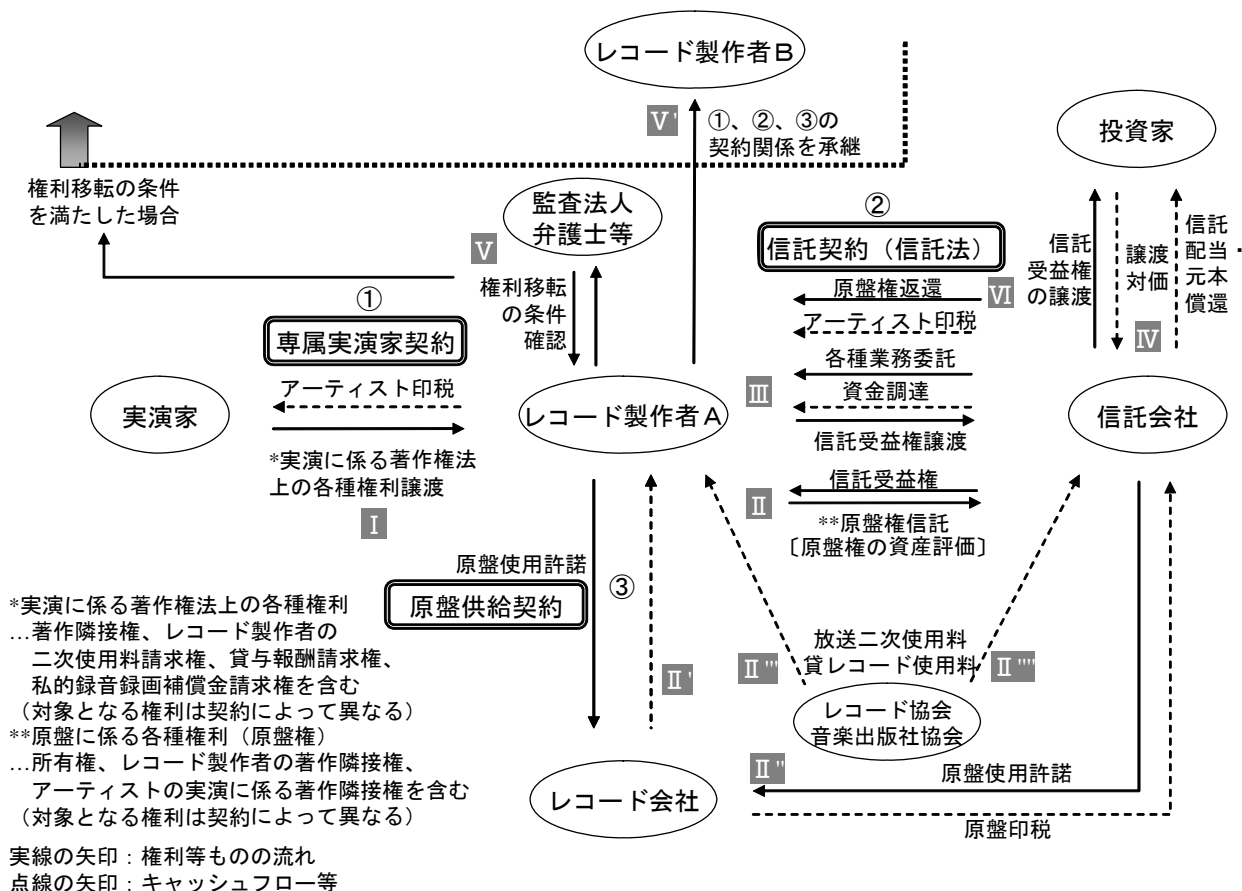 レコード製作者B
Ⅴ'
①、②、③の
契約関係を承継
投資家
権利移転の条件
を満たした場合
監査法人
弁護士等
②
信託契約（信託法）
Ⅴ
権利移転
の条件
確認
原盤権返還
Ⅵ
アーティスト印税
信託
受益権
の譲渡
譲渡
対価
信託
配当・
元本
償還
Ⅳ
①
専属実演家契約
アーティスト印税
各種業務委託
Ⅲ
資金調達
信託受益権譲渡
実演家
レコード製作者A
信託会社
*実演に係る著作権法
上の各種権利譲渡
Ⅰ
信託受益権
Ⅱ
**原盤権信託
〔原盤権の資産評価〕
原盤使用許諾
③
原盤供給契約
*実演に係る著作権法上の各種権利
…著作隣接権、レコード製作者の
二次使用料請求権、貸与報酬請求権、
私的録音録画補償金請求権を含む
（対象となる権利は契約によって異なる）
**原盤に係る各種権利（原盤権）
…所有権、レコード製作者の著作隣接権、
アーティストの実演に係る著作隣接権を含む
（対象となる権利は契約によって異なる）
Ⅱ'
Ⅱ'''
放送二次使用料
貸レコード使用料
Ⅱ''''
レコード協会
音楽出版社協会
Ⅱ''
原盤使用許諾
レコード会社
原盤印税
実線の矢印：権利等ものの流れ
点線の矢印：キャッシュフロー等